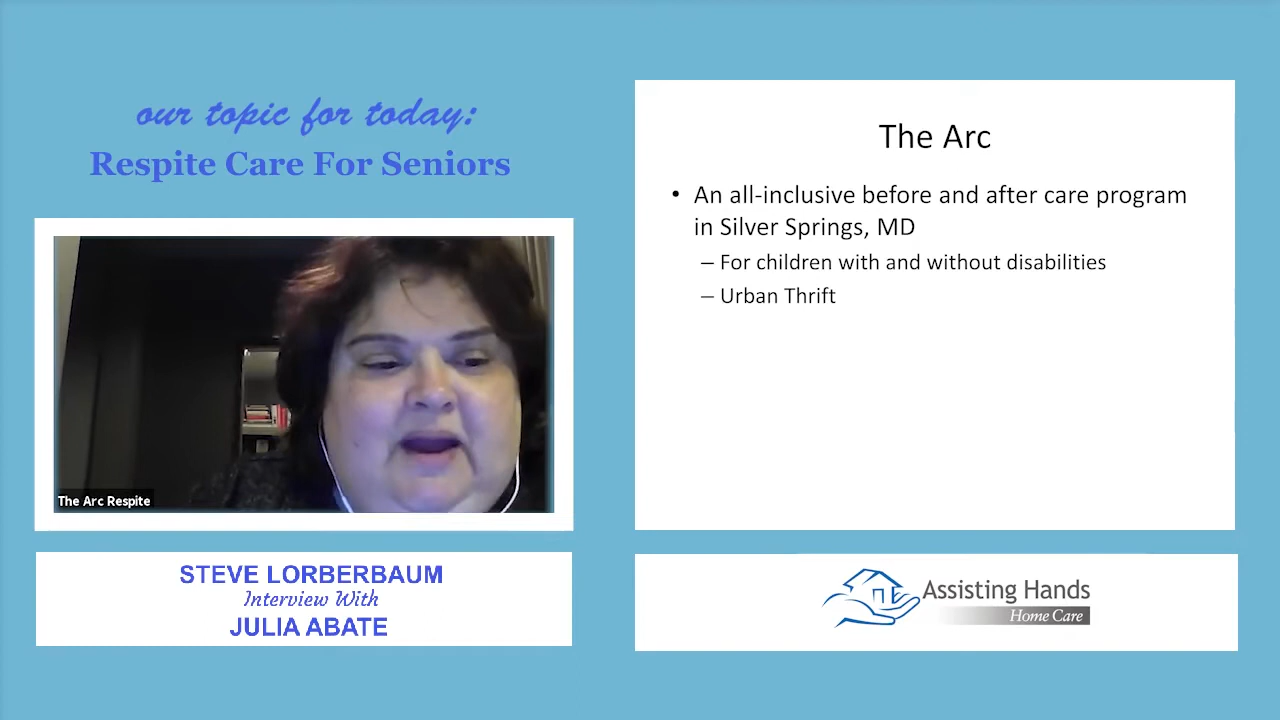 our topic for today:
Respite Care For Seniors
The Arc Respite
STEVE LORBERBAUM
Interview With
JULIA ABATE
The Arc
• An all-inclusive before and after care program
in Silver Springs, MD
– For children with and without disabilities
– Urban Thrift
Assisting Hands
Home Care